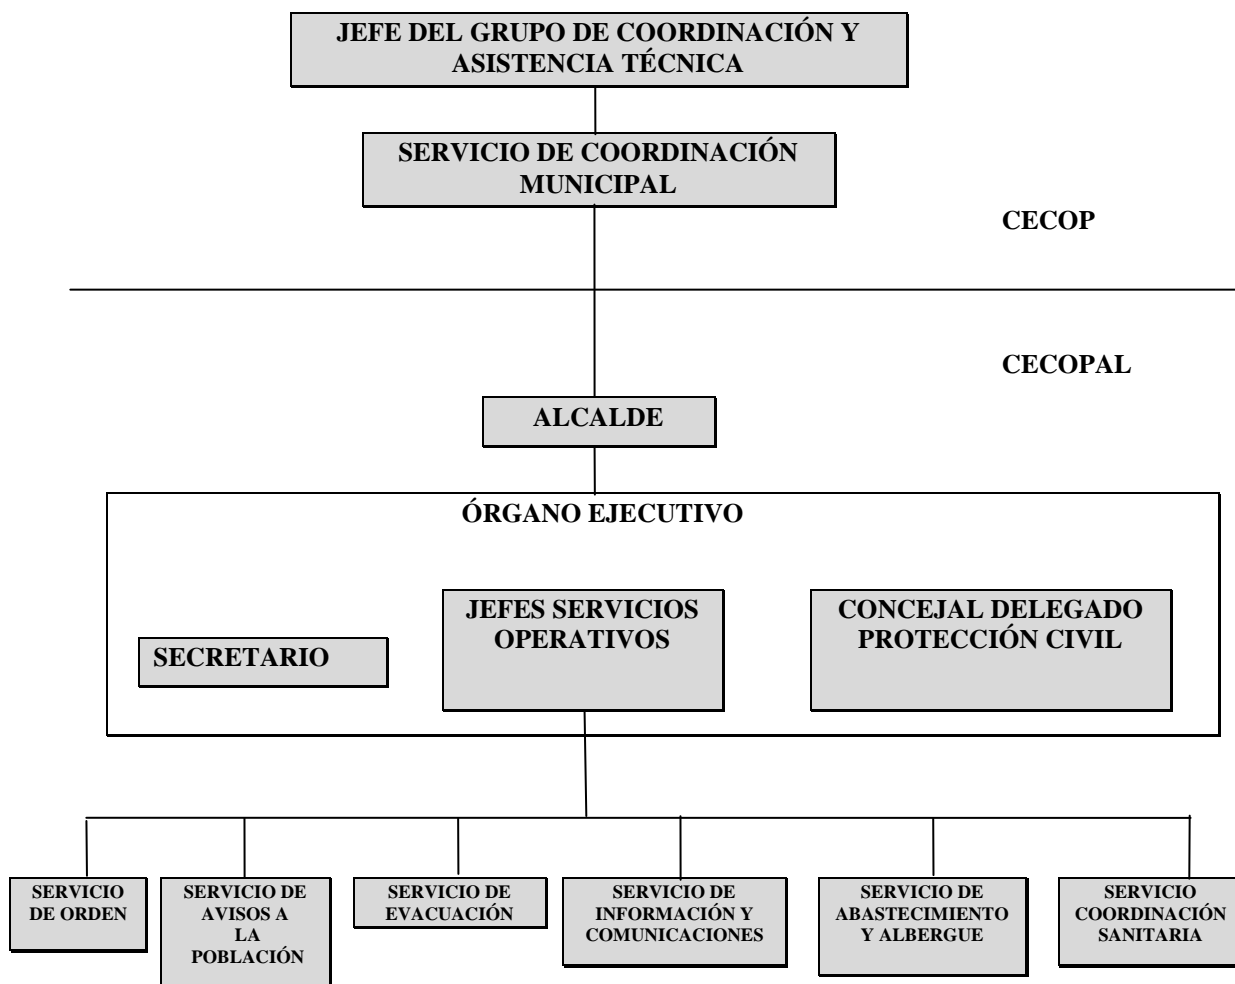 JEFE DEL GRUPO DE COORDINACIÓN Y
ASISTENCIA TÉCNICA
SERVICIO DE COORDINACIÓN
MUNICIPAL
CECOP
CECOPAL
ALCALDE
ÓRGANO EJECUTIVO
SECRETARIO
JEFES SERVICIOS
OPERATIVOS
CONCEJAL DELEGADO
PROTECCIÓN CIVIL
SERVICIO
DE ORDEN
SERVICIO DE
AVISOS A
LA
POBLACIÓN
SERVICIO DE
EVACUACIÓN
SERVICIO DE
INFORMACIÓN Y
COMUNICACIONES
SERVICIO DE
ABASTECIMIENTO
Y ALBERGUE
SERVICIO
COORDINACIÓN
SANITARIA